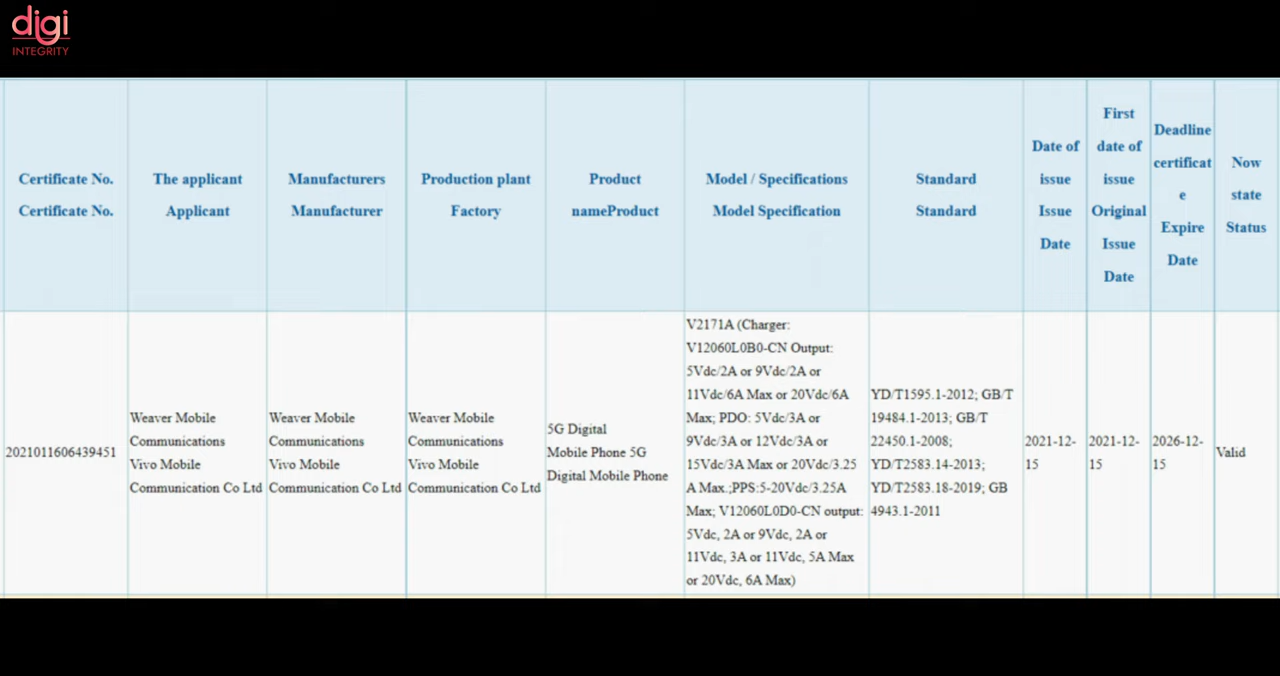 digi
INTEGRITY
Certificate No.
Certificate No.
The applicant
Applicant
Manufacturers
Manufacturer
Production plant
Factory
Product
nameProduct
Model / Specifications
Model Specification
Standard
Standard
Date of
issue
Issue
Date
First
date of
issue
Original
Issue
Date
Deadline
certificat
e
Expire
Date
Now
state
Status
2021011606439451
Weaver Mobile
Communications
Vivo Mobile
Communication Co Ltd
Weaver Mobile
Communications
Vivo Mobile
Communication Co Ltd
Weaver Mobile
Communications
Vivo Mobile
Communication Co Ltd
5G Digital
Mobile Phone 5G
Digital Mobile Phone
V2171A (Charger:
V12060L0B0-CN Output:
5Vdc/2A or 9Vdc/2A or
11Vdc/6A Max or 20Vdc/6A
Max; PDO: 5Vdc/3A or
9Vdc/3A or 12Vdc/3A or
15Vdc/3A Max or 20Vdc/3.25
A Max.;PPS:5-20Vdc/3.25A
Max; V12060L0D0-CN output:
5Vdc, 2A or 9Vdc, 2A or
11Vdc, 3A or 11Vdc, 5A Max
or 20Vdc, 6A Max)
YD/T1595.1-2012; GB/T
19484.1-2013; GB/T
22450.1-2008;
YD/T2583.14-2013;
YD/T2583.18-2019; GB
4943.1-2011
2021-12-
15
2021-12-
15
2026-12-
15
Valid